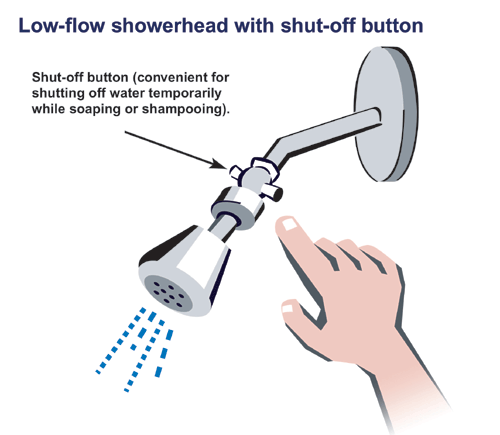 Low-flow showerhead with shut-off button
Shut-off button (convenient for
shutting off water temporarily
while soaping or shampooing).